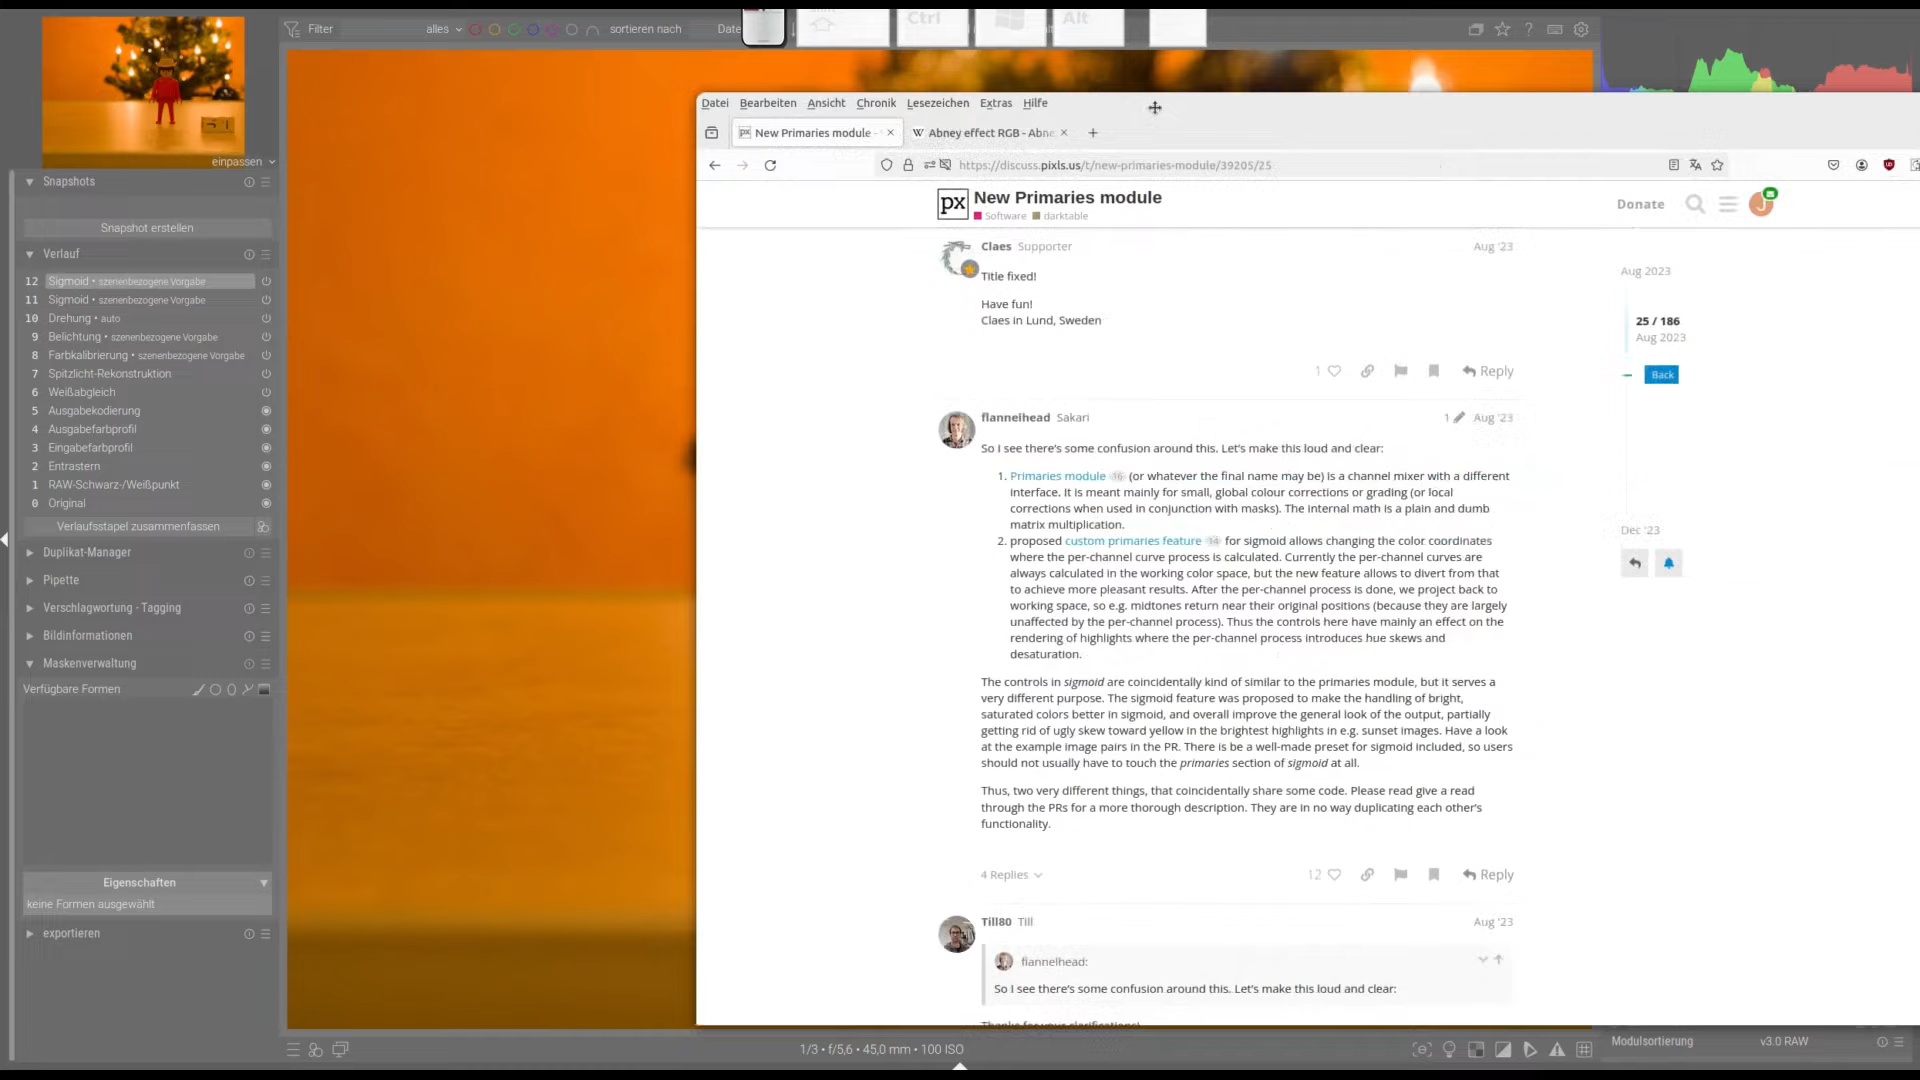 Filter
alles
sortieren nach
Date
Ctrl
Alt
einpassen
Snapshots
Snapshot erstellen
Verlauf
12 Sigmoid • szenenbezogene Vorgabe
11 Sigmoid • szenenbezogene Vorgabe
10 Drehung • auto
9 Belichtung • szenenbezogene Vorgabe
8 Farbkalibrierung • szenenbezogene Vorgabe
7 Spitzlicht-Rekonstruktion
6 Weißabgleich
5 Ausgabekodierung
4 Ausgabefarbprofil
3 Eingabefarbprofil
2 Entrastern
1 RAW-Schwarz-/Weißpunkt
0 Original
Verlaufsstapel zusammenfassen
Duplikat-Manager
Pipette
Verschlagwortung - Tagging
Bildinformationen
Maskenverwaltung
Verfügbare Formen
Eigenschaften
keine Formen ausgewählt
exportieren
Datei Bearbeiten Ansicht Chronik Lesezeichen Extras Hilfe
px New Primaries module -
W Abney effect RGB - Abne
https://discuss.pixls.us/t/new-primaries-module/39205/25
px New Primaries module
Software darktable
Donate
J
Claes Supporter Aug '23
Title fixed!
Have fun!
Claes in Lund, Sweden
1 Reply
flannelhead Sakari 1 Aug '23
So I see there's some confusion around this. Let's make this loud and clear:
1. Primaries module 16 (or whatever the final name may be) is a channel mixer with a different
interface. It is meant mainly for small, global colour corrections or grading (or local
corrections when used in conjunction with masks). The internal math is a plain and dumb
matrix multiplication.
2. proposed custom primaries feature 14 for sigmoid allows changing the color coordinates
where the per-channel curve process is calculated. Currently the per-channel curves are
always calculated in the working color space, but the new feature allows to divert from that
to achieve more pleasant results. After the per-channel process is done, we project back to
working space, so e.g. midtones return near their original positions (because they are largely
unaffected by the per-channel process). Thus the controls here have mainly an effect on the
rendering of highlights where the per-channel process introduces hue skews and
desaturation.
The controls in sigmoid are coincidentally kind of similar to the primaries module, but it serves a
very different purpose. The sigmoid feature was proposed to make the handling of bright,
saturated colors better in sigmoid, and overall improve the general look of the output, partially
getting rid of ugly skew toward yellow in the brightest highlights in e.g. sunset images. Have a look
at the example image pairs in the PR. There is be a well-made preset for sigmoid included, so users
should not usually have to touch the primaries section of sigmoid at all.
Thus, two very different things, that coincidentally share some code. Please read give a read
through the PRs for a more thorough description. They are in no way duplicating each other's
functionality.
4 Replies 12 Reply
Till80 Till Aug '23
flannelhead:
So I see there's some confusion around this. Let's make this loud and clear:
Thanks for your clarifications!
Aug 2023
25 / 186
Aug 2023
Back
Dec '23
1/3 • f/5,6 • 45,0 mm • 100 ISO
Modulsortierung v3.0 RAW